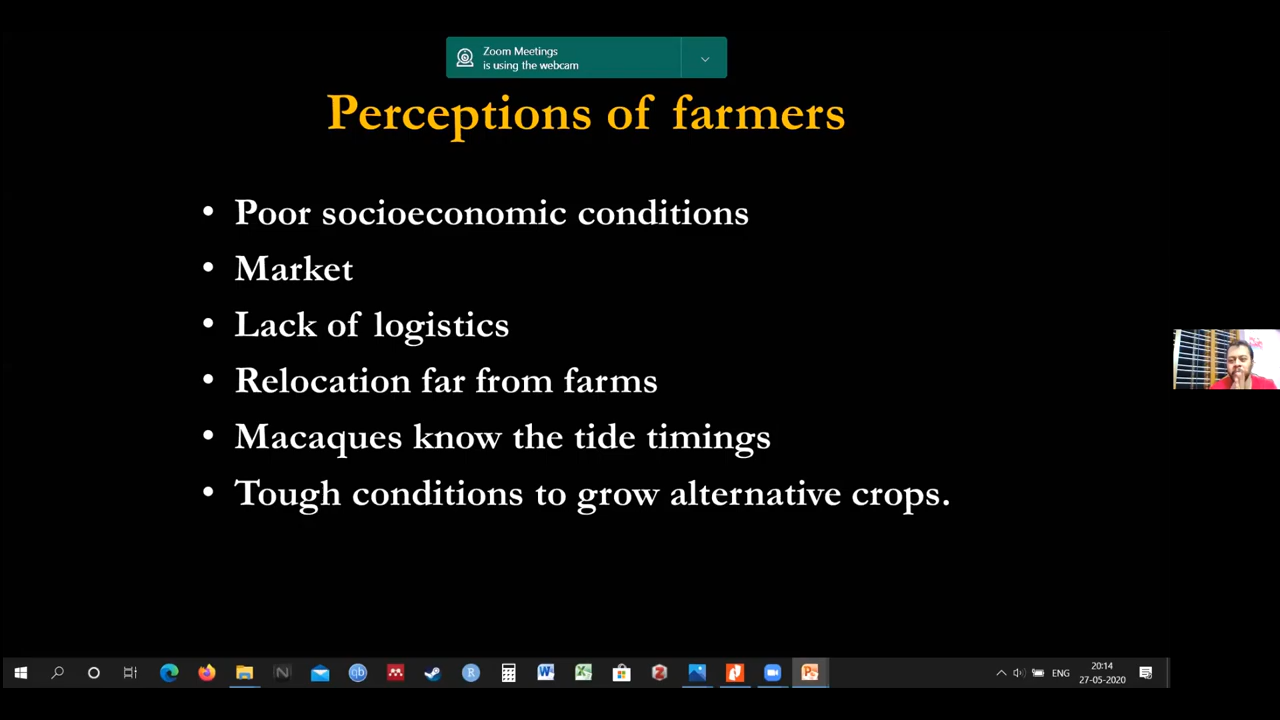 Zoom Meetings
is using the webcam
Perceptions of farmers
• Poor socioeconomic conditions
• Market
• Lack of logistics
• Relocation far from farms
• Macaques know the tide timings
• Tough conditions to grow alternative crops.
ENG
20:14
27-05-2020